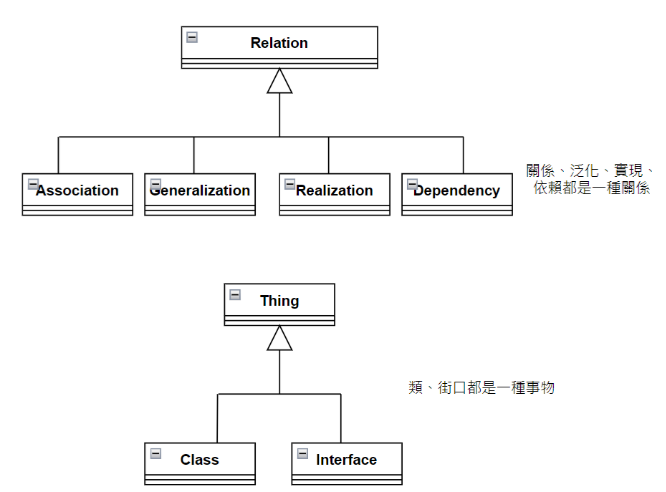 Relation
Association
Generalization
Realization
Dependency
關係、泛化、實現、
依賴都是一種關係
Thing
類、街口都是一種事物
Class
Interface